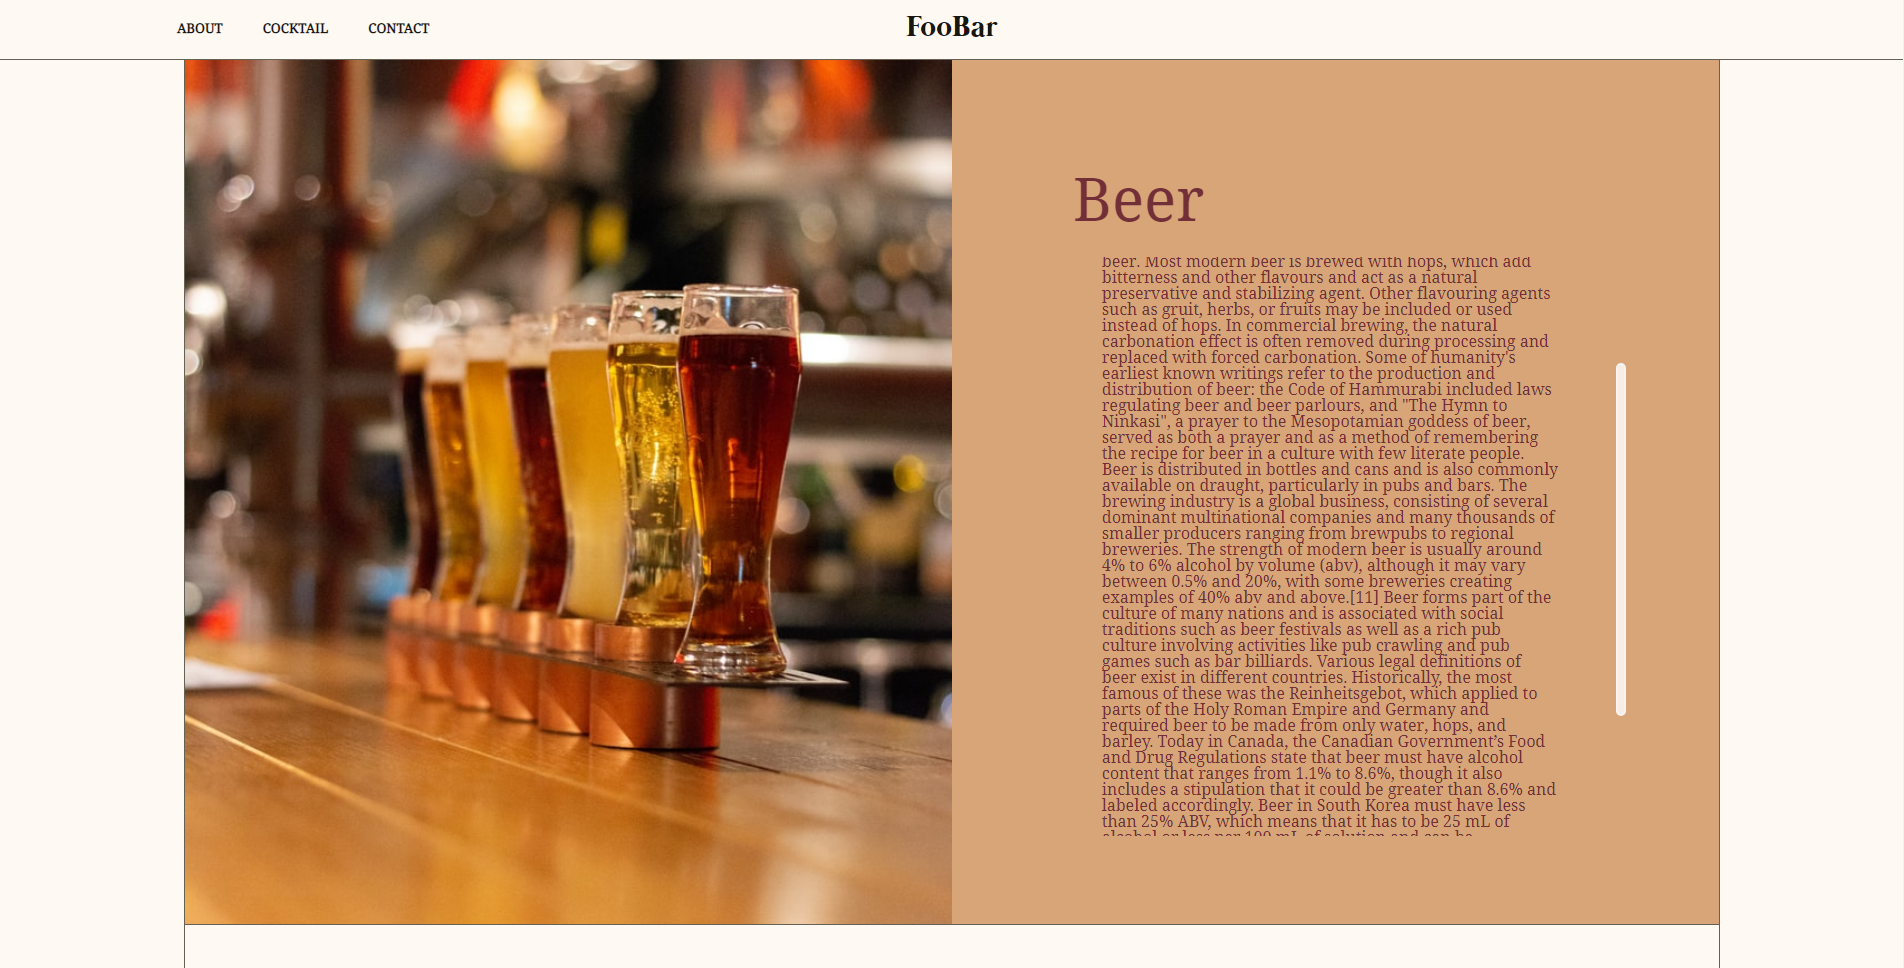 ABOUT COCKTAIL CONTACT FooBar
Beer
beer. Most modern beer is brewed with hops, which add
bitterness and other flavours and act as a natural
preservative and stabilizing agent. Other flavouring agents
such as gruit, herbs, or fruits may be included or used
instead of hops. In commercial brewing, the natural
carbonation effect is often removed during processing and
replaced with forced carbonation. Some of humanity's
earliest known writings refer to the production and
distribution of beer: the Code of Hammurabi included laws
regulating beer and beer parlours, and "The Hymn to
Ninkasi", a prayer to the Mesopotamian goddess of beer,
served as both a prayer and as a method of remembering
the recipe for beer in a culture with few literate people.
Beer is distributed in bottles and cans and is also commonly
available on draught, particularly in pubs and bars. The
brewing industry is a global business, consisting of several
dominant multinational companies and many thousands of
smaller producers ranging from brewpubs to regional
breweries. The strength of modern beer is usually around
4% to 6% alcohol by volume (abv), although it may vary
between 0.5% and 20%, with some breweries creating
examples of 40% abv and above.[11] Beer forms part of the
culture of many nations and is associated with social
traditions such as beer festivals as well as a rich pub
culture involving activities like pub crawling and pub
games such as bar billiards. Various legal definitions of
beer exist in different countries. Historically, the most
famous of these was the Reinheitsgebot, which applied to
parts of the Holy Roman Empire and Germany and
required beer to be made from only water, hops, and
barley. Today in Canada, the Canadian Government’s Food
and Drug Regulations state that beer must have alcohol
content that ranges from 1.1% to 8.6%, though it also
includes a stipulation that it could be greater than 8.6% and
labeled accordingly. Beer in South Korea must have less
than 25% ABV, which means that it has to be 25 mL of
alcohol or less per 100 mL of solution and can be